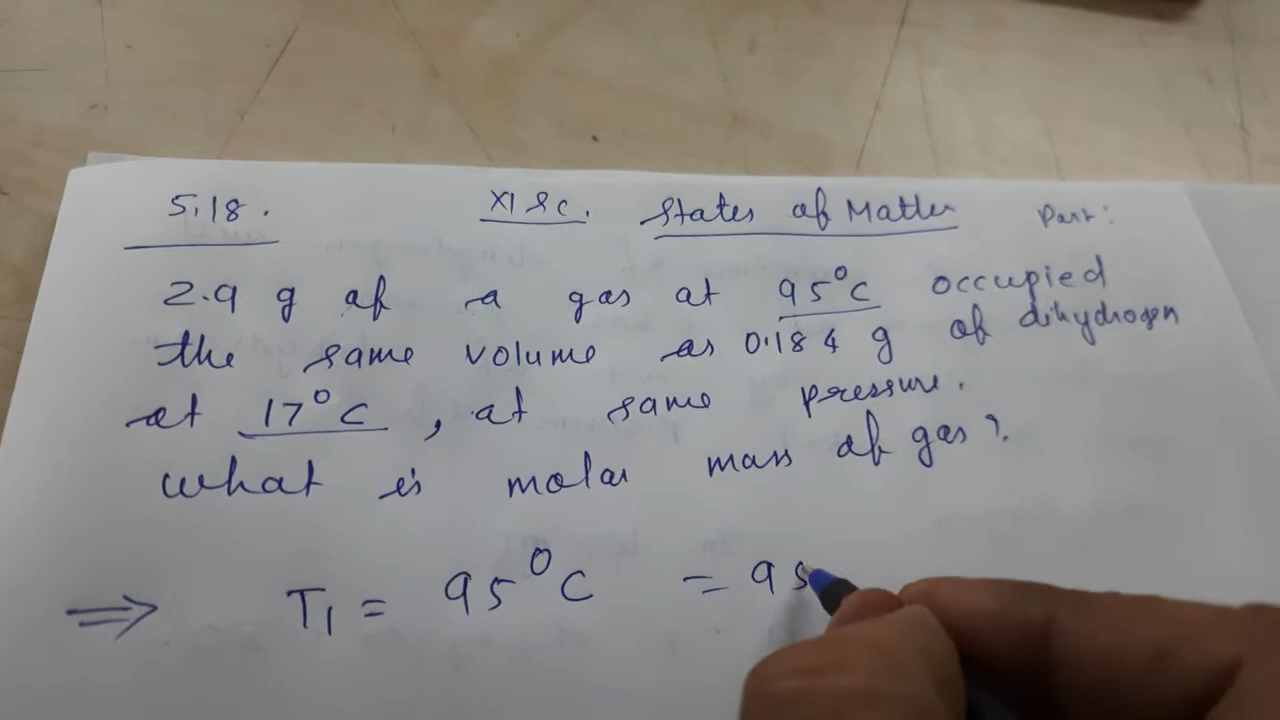 5.18. XI Sc. States of Matter Part:
2.9 g of a gas at 95°C occupied
the same volume as 0.184 g of dihydrogen
at 17°C, at same pressure.
What is molar mass of gas?
⇒ T1 = 95°C = 95